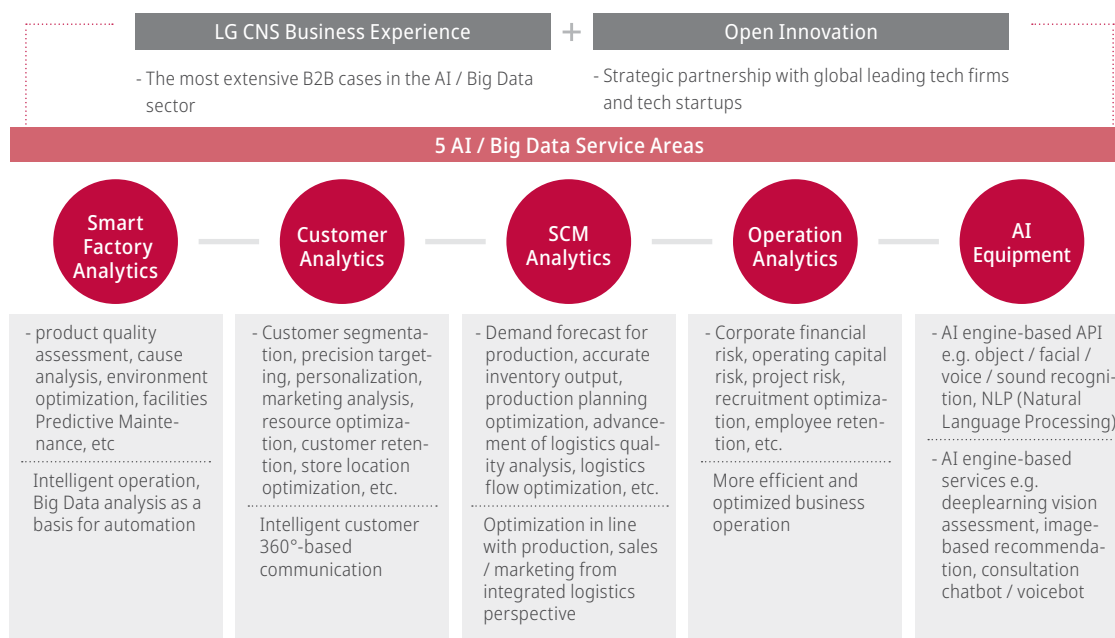 LG CNS Business Experience
+
Open Innovation
- The most extensive B2B cases in the AI / Big Data
sector
- Strategic partnership with global leading tech firms
and tech startups
5 AI / Big Data Service Areas
Smart
Factory
Analytics
Customer
Analytics
SCM
Analytics
Operation
Analytics
AI
Equipment
- product quality
assessment, cause
analysis, environment
optimization, facilities
Predictive Mainte-
nance, etc
Intelligent operation,
Big Data analysis as a
basis for automation
- Customer segmenta-
tion, precision target-
ing, personalization,
marketing analysis,
resource optimiza-
tion, customer reten-
tion, store location
optimization, etc.
Intelligent customer
360°-based
communication
- Demand forecast for
production, accurate
inventory output,
production planning
optimization, advance-
ment of logistics qual-
ity analysis, logistics
flow optimization, etc.
Optimization in line
with production, sales
/ marketing from
integrated logistics
perspective
- Corporate financial
risk, operating capital
risk, project risk,
recruitment optimiza-
tion, employee reten-
tion, etc.
More efficient and
optimized business
operation
- AI engine-based API
e.g. object / facial /
voice / sound recogni-
tion, NLP (Natural
Language Processing)
- AI engine-based
services e.g.
deeplearning vision
assessment, image-
based recommenda-
tion, consultation
chatbot / voicebot